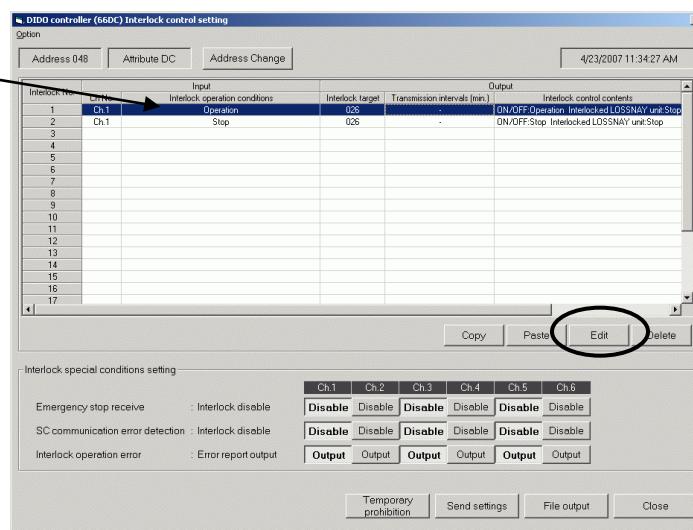 DIDO controller (66DC) Interlock control setting
Option
Address 048 Attribute DC Address Change 4/23/2007 11:34:27 AM
Interlock No. Input Output
Ch.No. Interlock operation conditions Interlock target Transmission intervals (min.) Interlock control contents
1 Ch.1 Operation 026 - ON/OFF:Operation Interlocked LOSSNAY unit:Stop
2 Ch.1 Stop 026 - ON/OFF:Stop Interlocked LOSSNAY unit:Stop
3
4
5
6
7
8
9
10
11
12
13
14
15
16
17
Copy Paste Edit Delete
Interlock special conditions setting
Ch.1 Ch.2 Ch.3 Ch.4 Ch.5 Ch.6
Emergency stop receive : Interlock disable Disable Disable Disable Disable Disable Disable
SC communication error detection : Interlock disable Disable Disable Disable Disable Disable Disable
Interlock operation error : Error report output Output Output Output Output Output Output
Temporary
prohibition Send settings File output Close